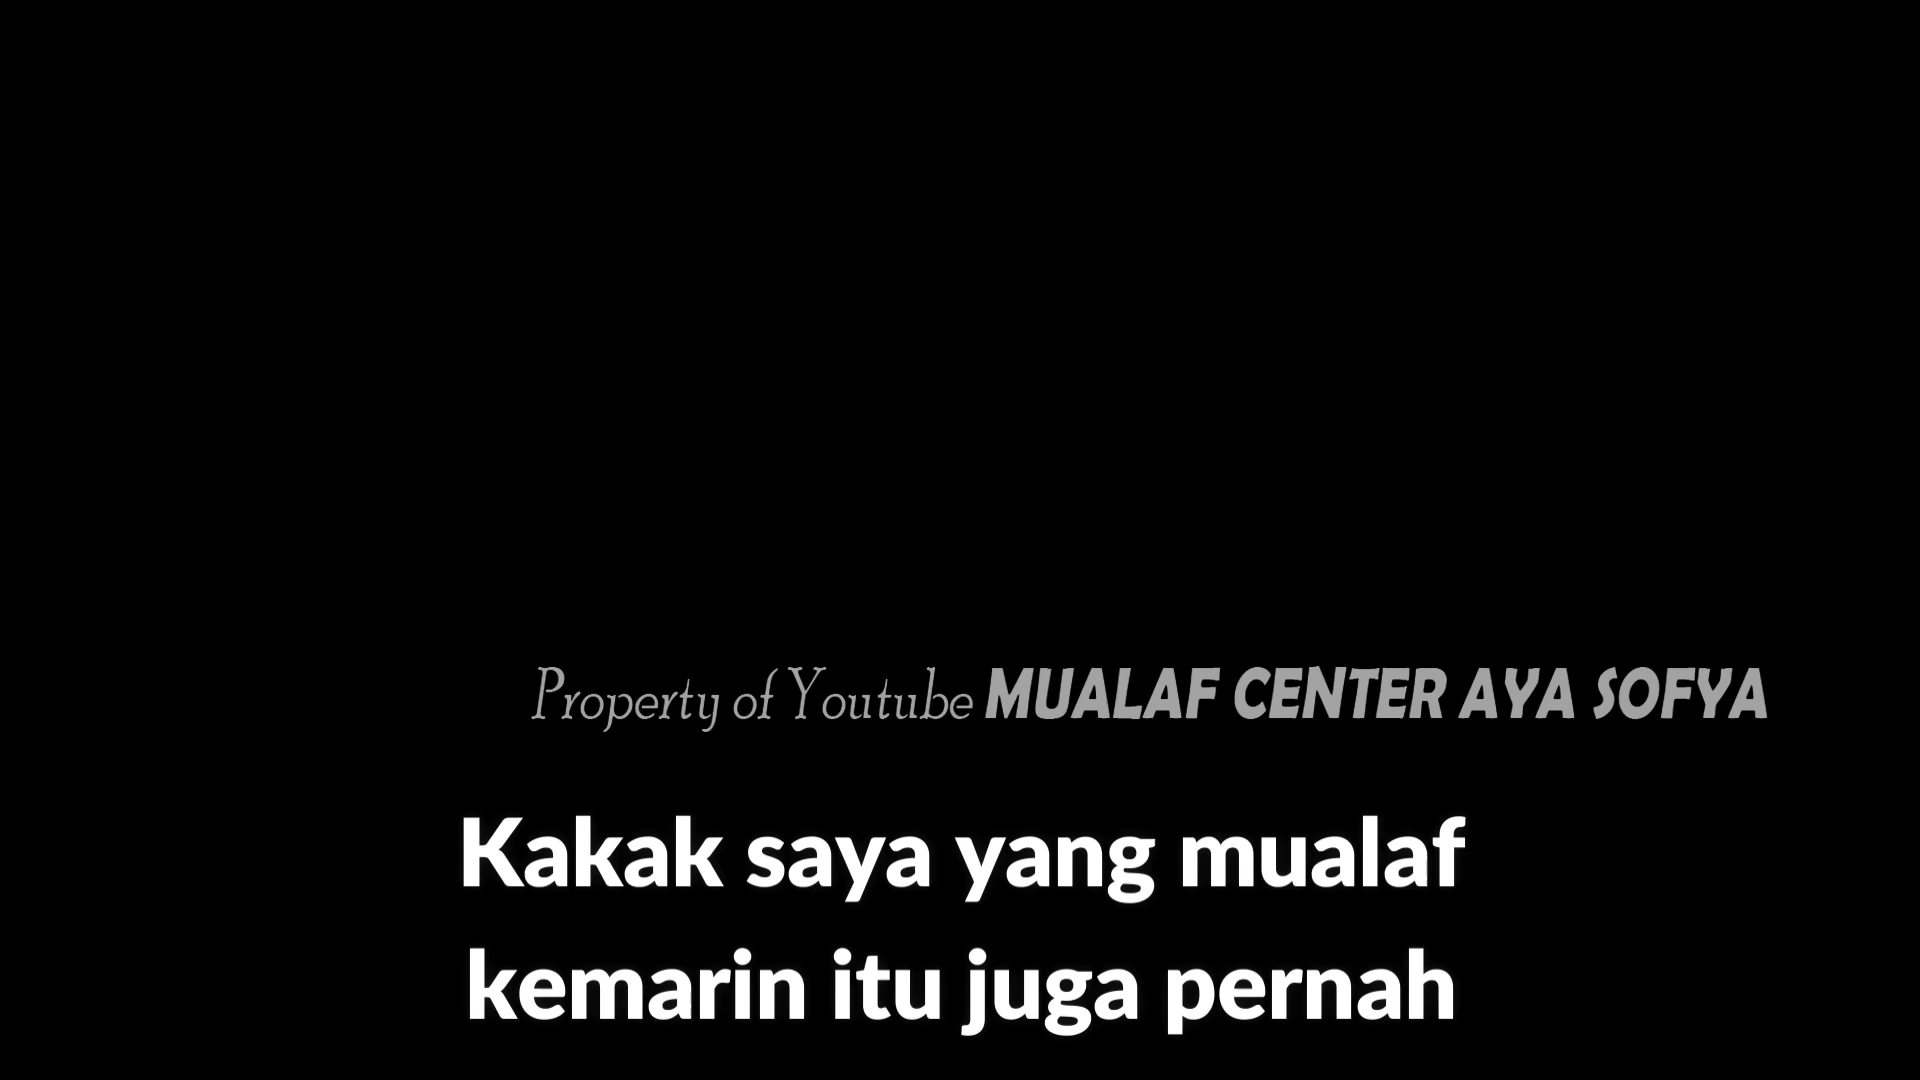 Property of Youtube MUALAF CENTER AYA SOFYA
Kakak saya yang mualaf
kemarin itu juga pernah